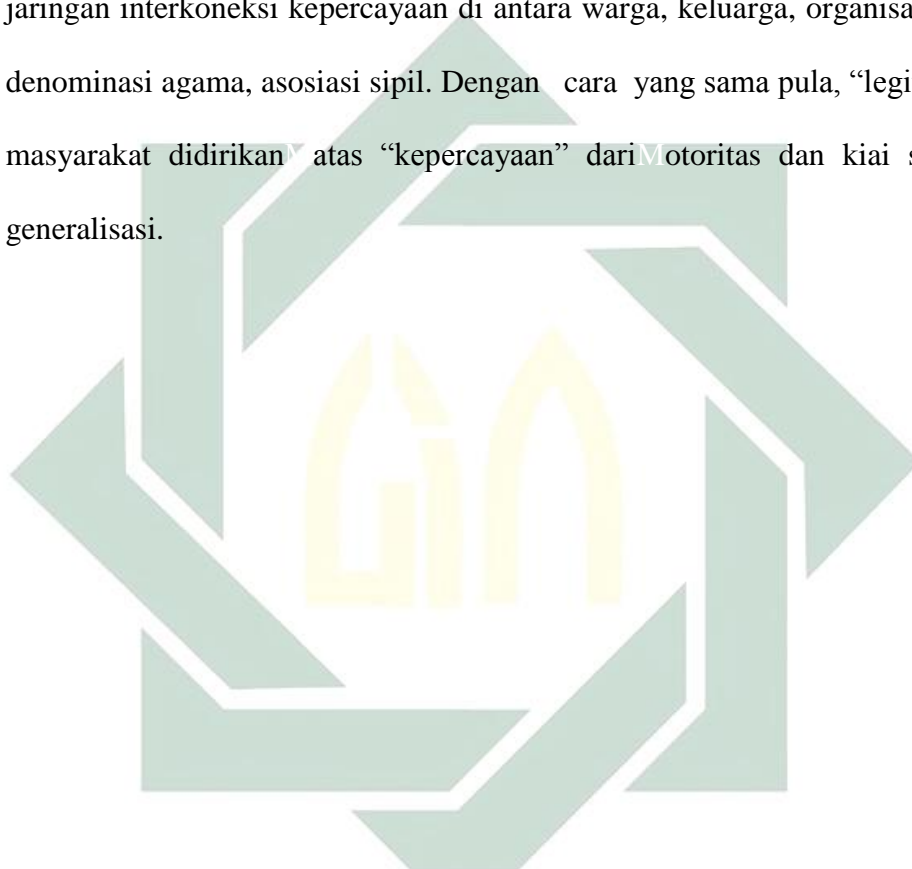 jaringan interkoneksi kepercayaan di antara warga, keluarga, organisa
denominasi agama, asosiasi sipil. Dengan cara yang sama pula, “legi
masyarakat didirikan atas “kepercayaan” dari otoritas dan kiai s
generalisasi.